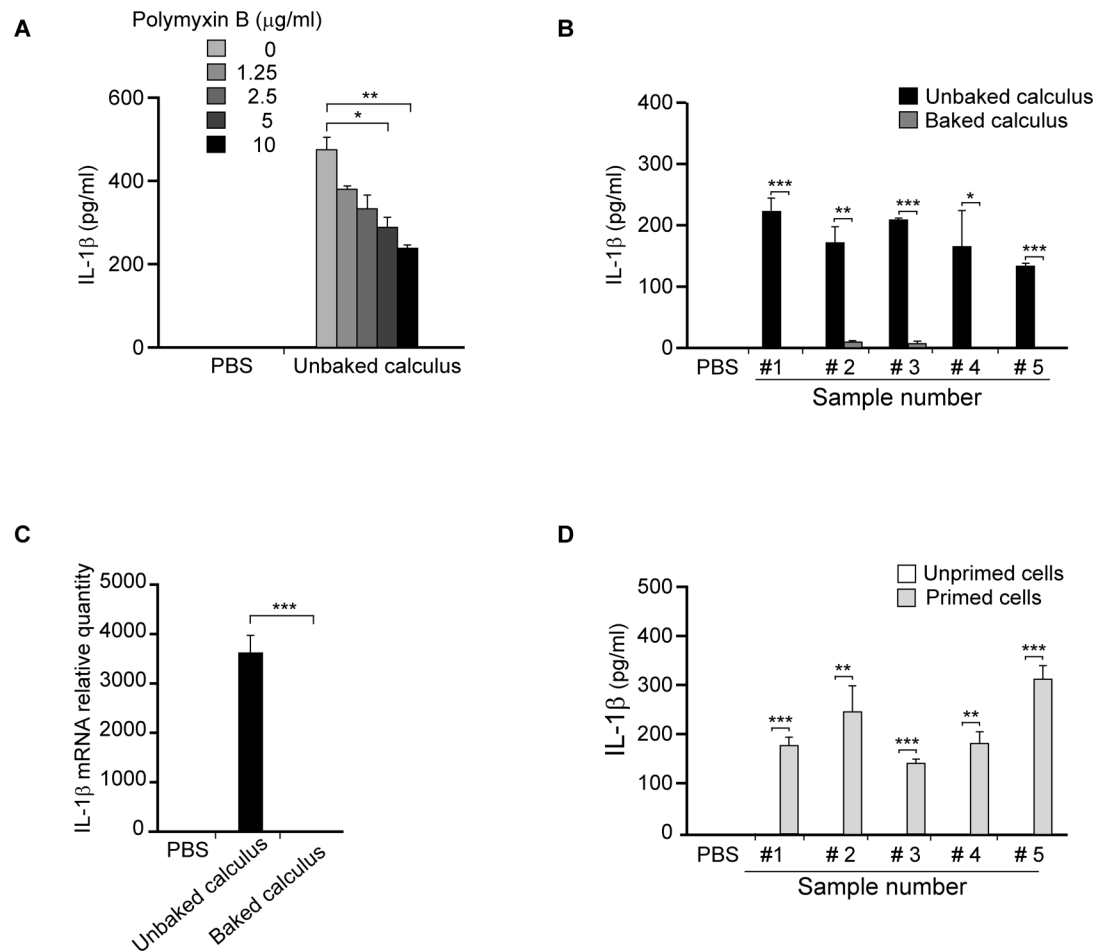 A
Polymyxin B (μg/ml)
0
1.25
2.5
5
10
600
400
200
0
IL-1β (pg/ml)
**
*
PBS
Unbaked calculus
B
Unbaked calculus
Baked calculus
400
300
200
100
0
IL-1β (pg/ml)
***
**
***
*
***
PBS #1 # 2 # 3 # 4 # 5
Sample number
C
5000
4000
3000
2000
1000
0
IL-1β mRNA relative quantity
***
PBS
Unbaked calculus
Baked calculus
D
Unprimed cells
Primed cells
500
400
300
200
100
0
IL-1β (pg/ml)
***
**
***
**
***
PBS #1 # 2 # 3 # 4 # 5
Sample number